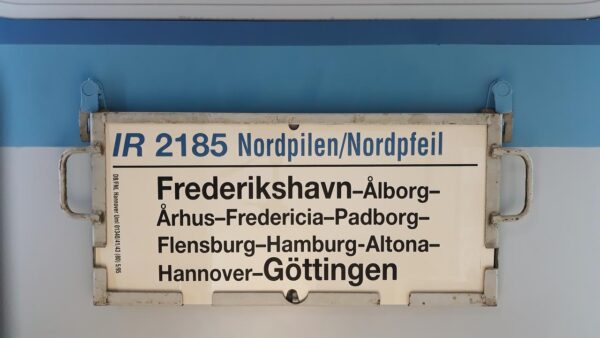 IR 2185 Nordpilen/Nordpfeil
Frederikshavn–Ålborg–
Århus–Fredericia–Padborg–
Flensburg–Hamburg-Altona–
Hannover–Göttingen